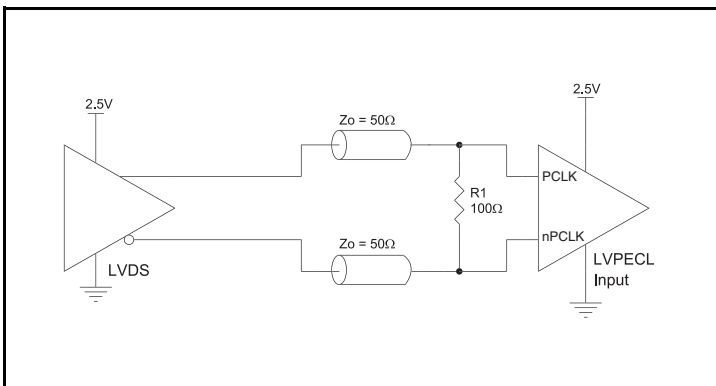 2.5V
2.5V
Zo = 50Ω
PCLK
R1
100Ω
nPCLK
Zo = 50Ω
LVDS
LVPECL
Input